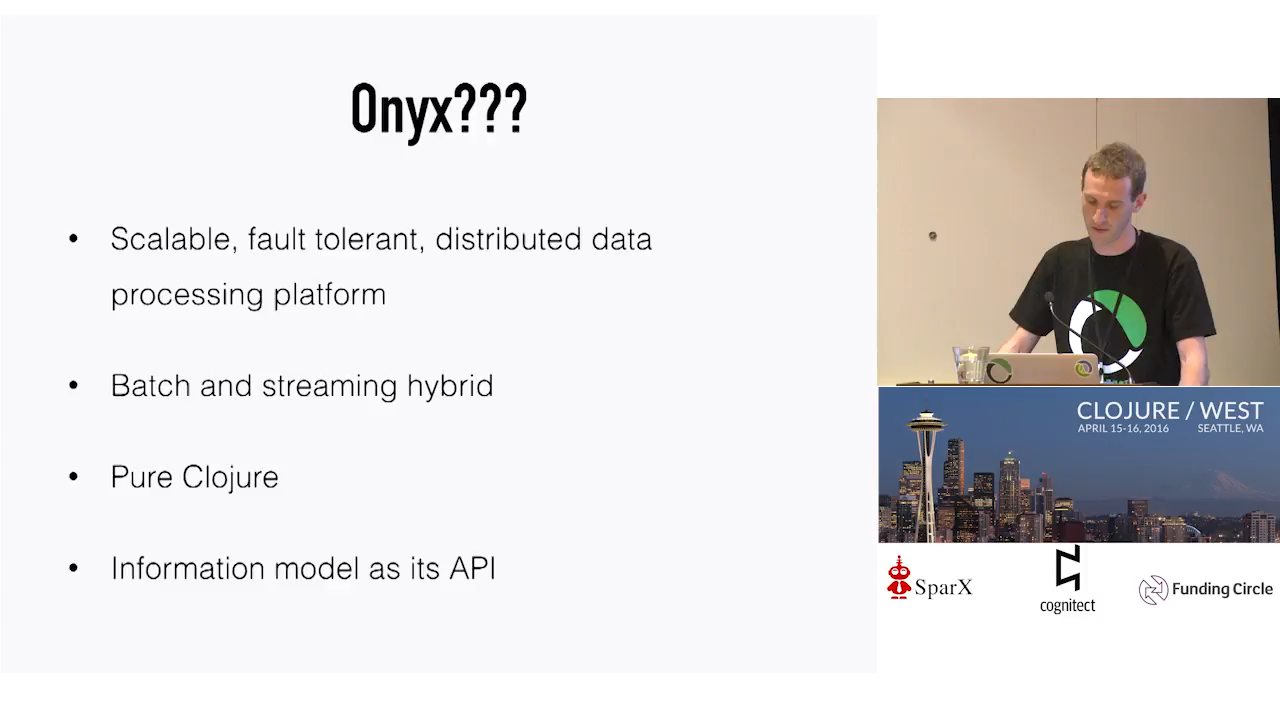 Onyx???
• Scalable, fault tolerant, distributed data
processing platform
• Batch and streaming hybrid
• Pure Clojure
• Information model as its API
CLOJURE / WEST
APRIL 15-16, 2016 SEATTLE, WA
SparX
cognitect
Funding Circle